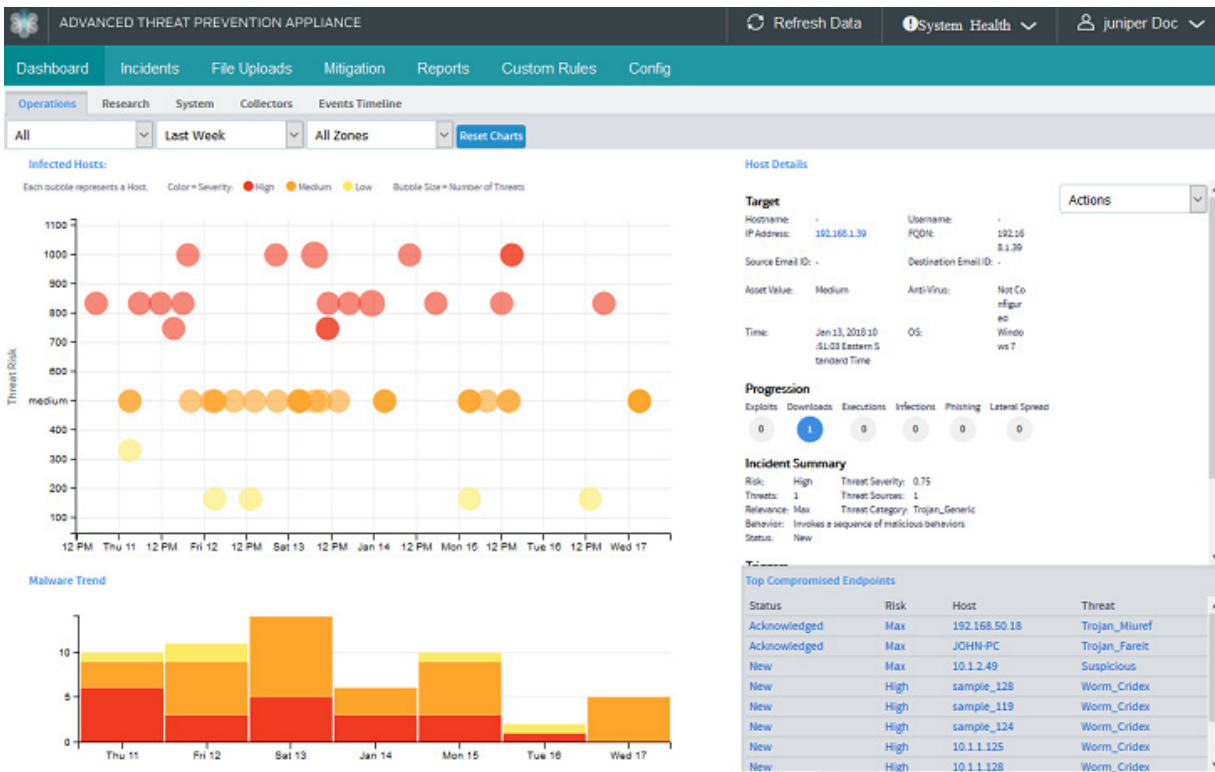 ADVANCED THREAT PREVENTION APPLIANCE
Refresh Data
System Health
juniper Doc
Dashboard Incidents File Uploads Mitigation Reports Custom Rules Config
Operations Research System Collectors Events Timeline
All Last Week All Zones Reset Charts
Infected Hosts:
Each bubble represents a Host. Color = Severity: High Medium Low Bubble Size = Number of Threats
Threat Risk
1100
1000
900
800
700
600
medium
400
300
200
100
12 PM Thu 11 12 PM Fri 12 12 PM Sat 13 12 PM Jan 14 12 PM Mon 15 12 PM Tue 16 12 PM Wed 17
Malware Trend
10
5
0
Thu 11 Fri 12 Sat 13 Jan 14 Mon 15 Tue 16 Wed 17
Host Details
Actions
Target
Hostname: - Username: -
IP Address: 192.168.1.39 FQDN: 192.16
8.1.39
Source Email ID: - Destination Email ID: -
Asset Value: Medium Anti-Virus: Not Co
nfigur
ed
Time: Jan 13, 2018 10 OS: Windo
:51:03 Eastern S ws 7
tandard Time
Progression
Exploits Downloads Executions Infections Phishing Lateral Spread
0 1 0 0 0 0
Incident Summary
Risk: High Threat Severity: 0.75
Threats: 1 Threat Sources: 1
Relevance: Max Threat Category: Trojan_Generic
Behavior: Invokes a sequence of malicious behaviors
Status: New
Top Compromised Endpoints
Status Risk Host Threat
Acknowledged Max 192.168.50.18 Trojan_Miuref
Acknowledged Max JOHN-PC Trojan_Fareit
New Max 10.1.2.49 Suspicious
New High sample_128 Worm_Cridex
New High sample_119 Worm_Cridex
New High sample_124 Worm_Cridex
New High 10.1.1.125 Worm_Cridex
New High 10.1.1.128 Worm_Cridex